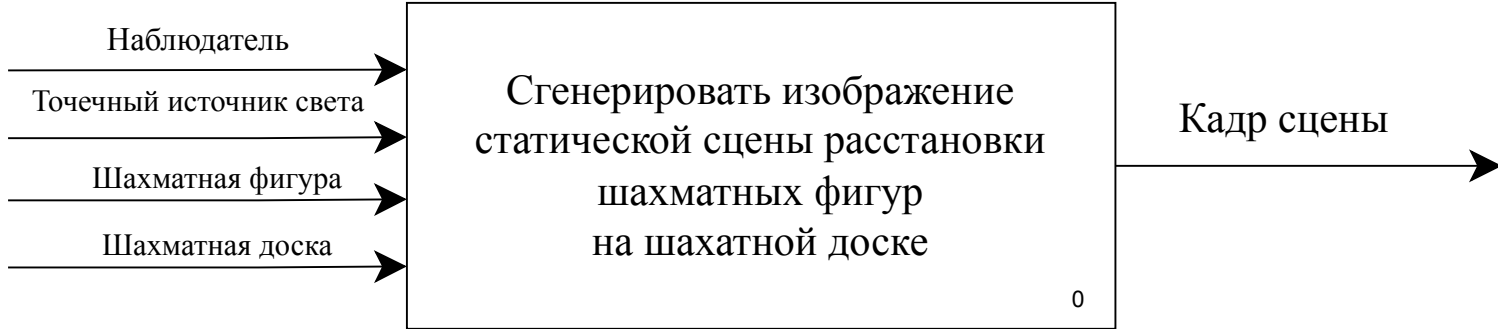 Наблюдатель
Точечный источник света
Шахматная фигура
Шахматная доска
Сгенерировать изображение
статической сцены расстановки
шахматных фигур
на шахатной доске
0
Кадр сцены